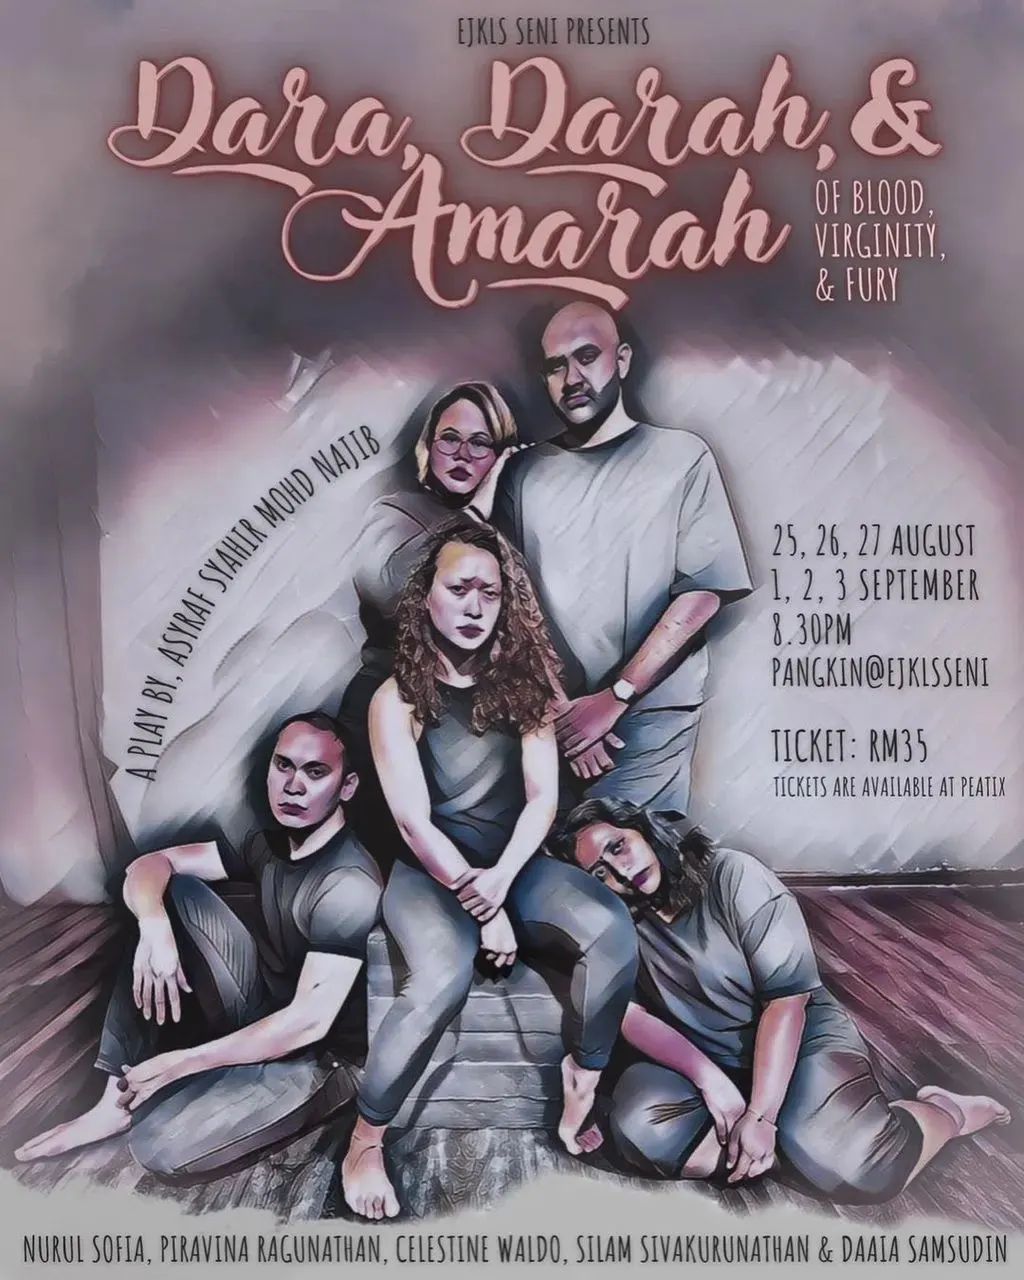 EJKLS SENI PRESENTS
Dara, Darah, &
Amarah
OF BLOOD,
VIRGINITY,
& FURY
A PLAY BY, ASYRAF SYAHIR MOHD NAJIB
25, 26, 27 AUGUST
1, 2, 3 SEPTEMBER
8.30PM
PANGKIN@EJKLSSENI
TICKET: RM35
TICKETS ARE AVAILABLE AT PEATIX
NURUL SOFIA, PIRAVINA RAGUNATHAN, CELESTINE WALDO, SILAM SIVAKURUNATHAN & DAAIA SAMSUDIN